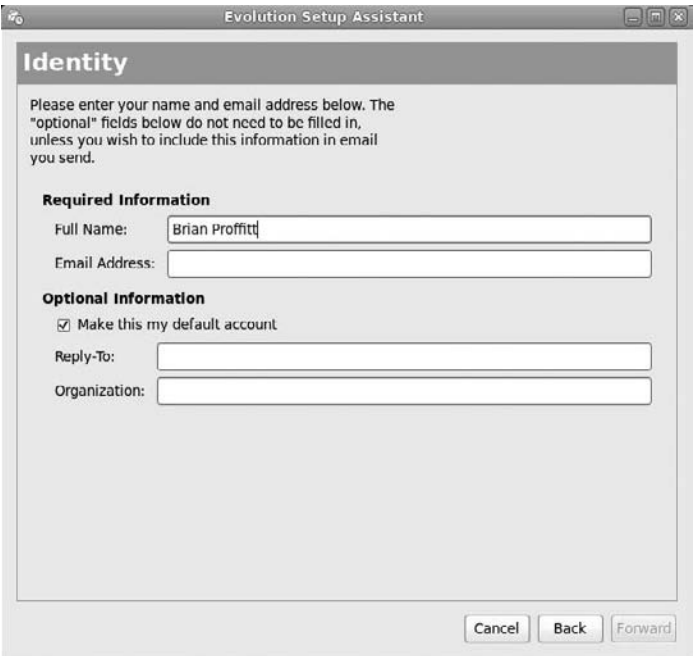 Evolution Setup Assistant
Identity
Please enter your name and email address below. The
"optional" fields below do not need to be filled in,
unless you wish to include this information in email
you send.
Required Information
Full Name: Brian Proffitt
Email Address:
Optional Information
Make this my default account
Reply-To:
Organization:
Cancel Back Forward